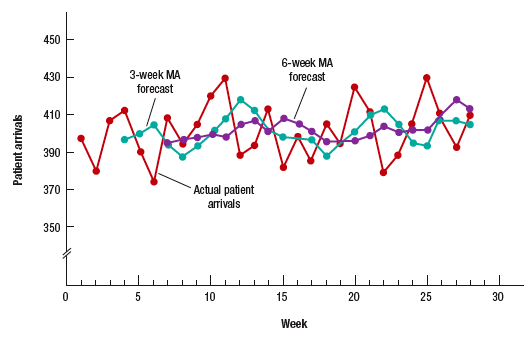 450
430
410
390
370
350
Patient arrivals
3-week MA
forecast
6-week MA
forecast
Actual patient
arrivals
0 5 10 15 20 25 30
Week